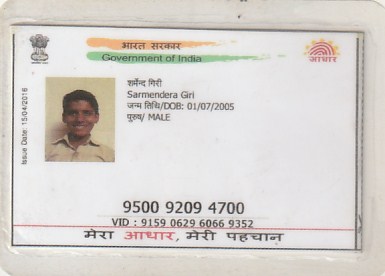 भारत सरकार
Government of India
आधार
Issue Date: 15/04/2016
शर्मेन्द गिरी
Sarmendera Giri
जन्म तिथि/DOB: 01/07/2005
पुरुष/ MALE
9500 9209 4700
VID : 9159 0629 6066 9352
मेरा आधार, मेरी पहचान